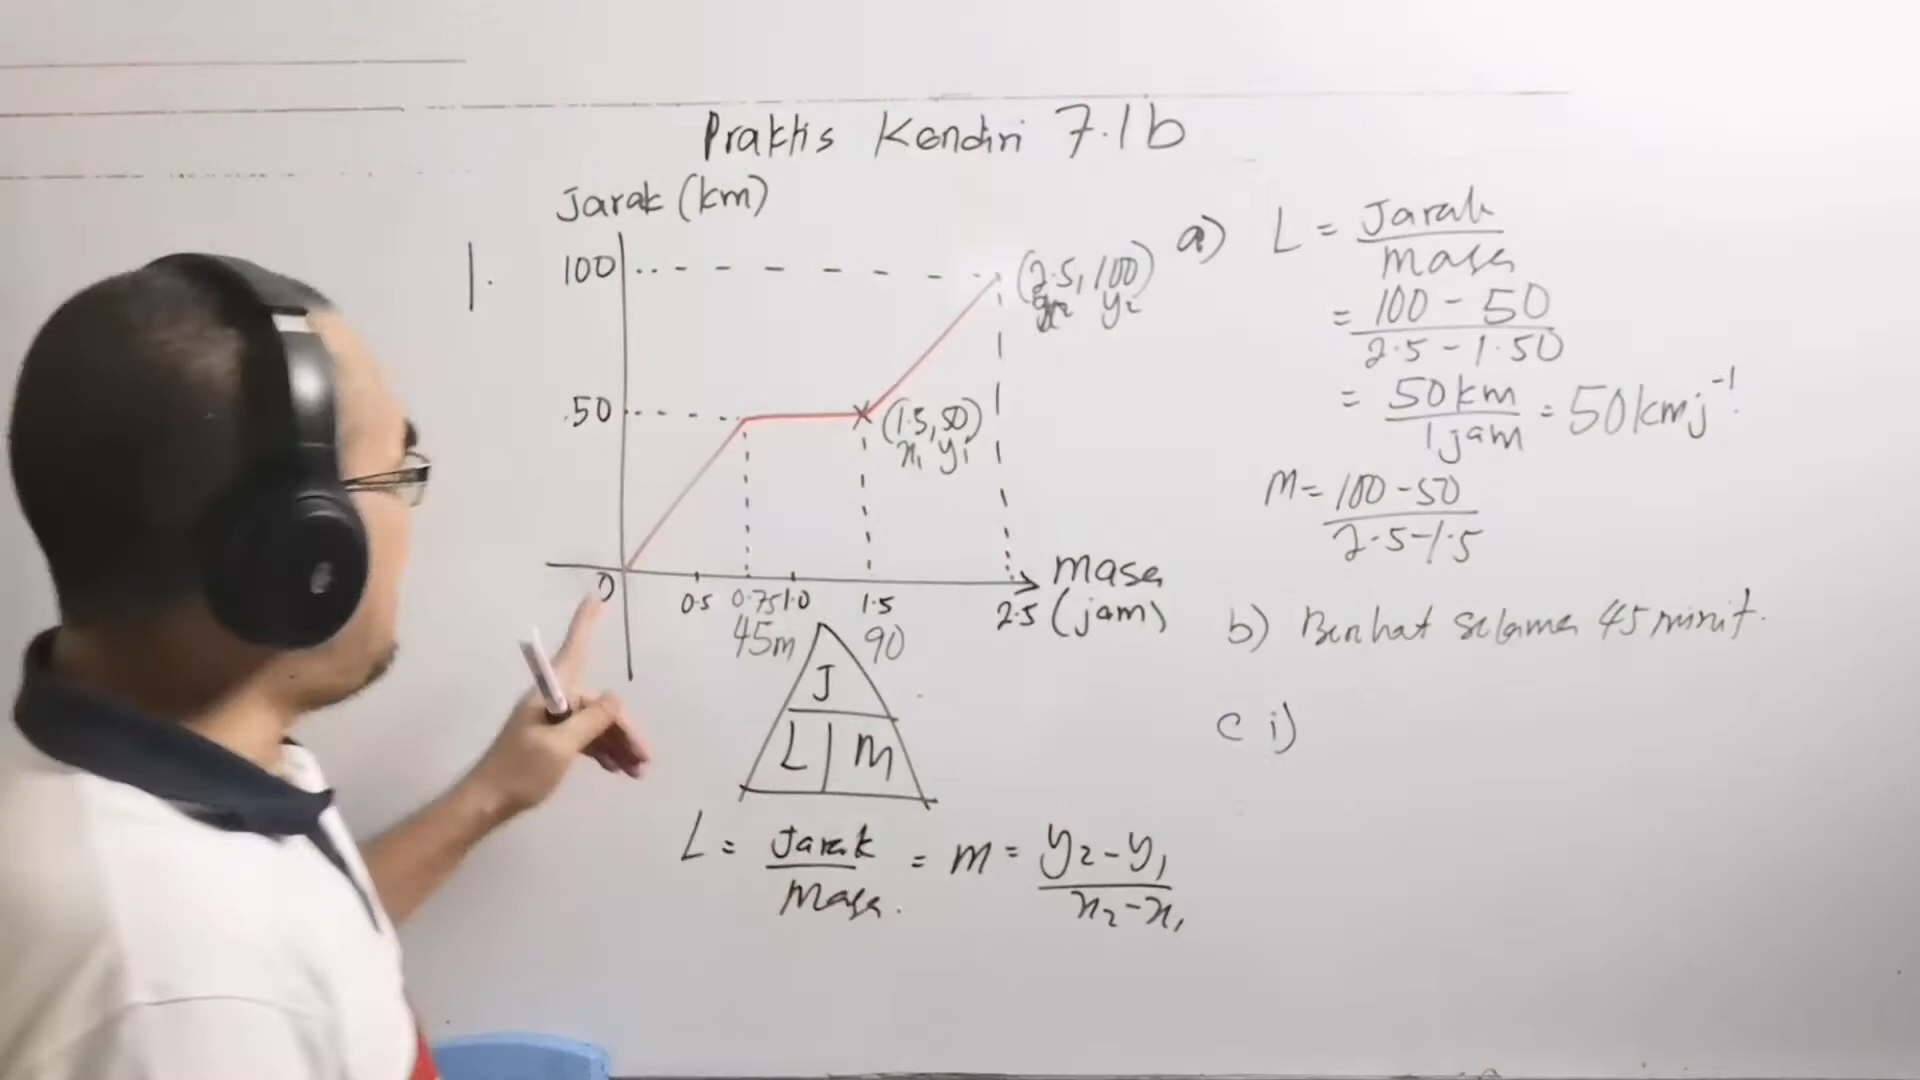 Praktis Kendiri 7.1b
1.
Jarak (km)
100
50
0
0.5 0.75 1.0 1.5 2.5
45m 90
masa
(jam)
(2.5, 100)
x₂ y₂
(1.5, 50)
x₁ y₁
J
L m
L = Jarak/Masa. = m = y₂-y₁/x₂-x₁
a) L = Jarak/masa
= 100 - 50/2.5 - 1.50
= 50km/1jam = 50kmj⁻¹.
m = 100-50/2.5-1.5
b) Berihat selama 45 minit.
c i)